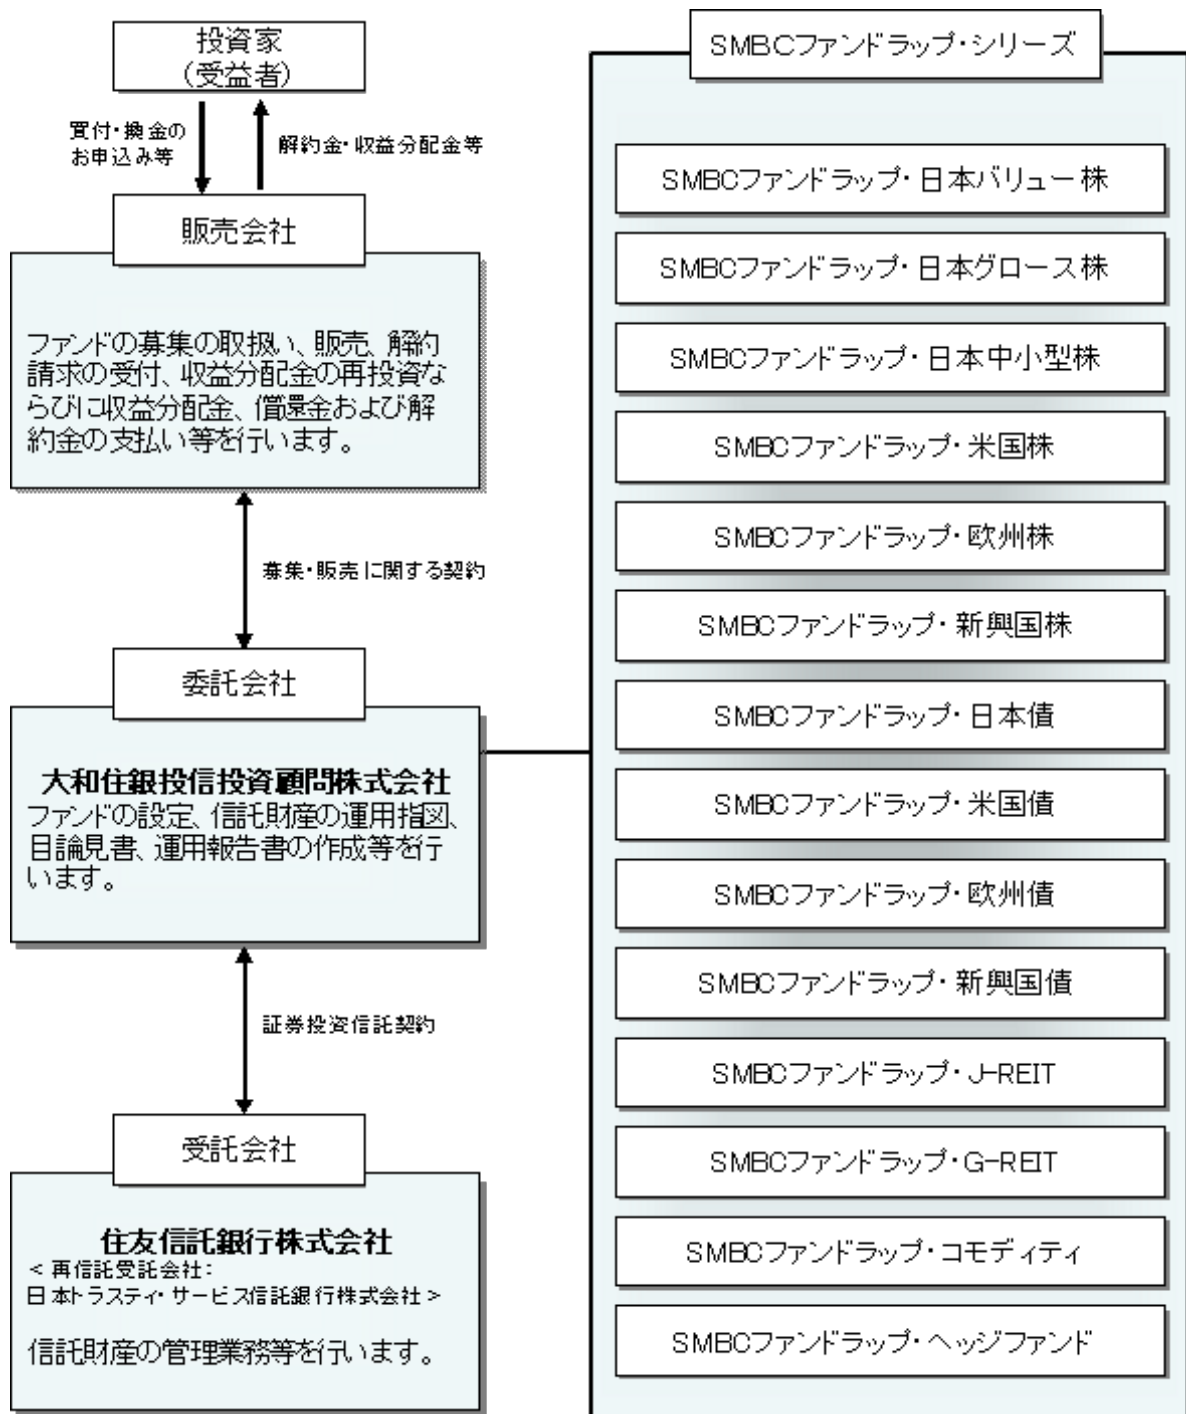 投資家
(受益者)
買付・換金の
お申込み等
解約金・収益分配金等
販売会社
ファンドの募集の取扱い、販売、解約
請求の受付、収益分配金の再投資な
らびに収益分配金、償還金および解
約金の支払い等を行います。
募集・販売に関する契約
委託会社
大和住銀投信投資顧問株式会社
ファンドの設定、信託財産の運用指図、
目論見書、運用報告書の作成等を行
います。
証券投資信託契約
受託会社
住友信託銀行株式会社
<再信託受託会社:
日本トラスティ・サービス信託銀行株式会社>
信託財産の管理業務等を行います。
SMBCファンドラップ・シリーズ
SMBCファンドラップ・日本バリュー株
SMBCファンドラップ・日本グロース株
SMBCファンドラップ・日本中小型株
SMBCファンドラップ・米国株
SMBCファンドラップ・欧州株
SMBCファンドラップ・新興国株
SMBCファンドラップ・日本債
SMBCファンドラップ・米国債
SMBCファンドラップ・欧州債
SMBCファンドラップ・新興国債
SMBCファンドラップ・J-REIT
SMBCファンドラップ・G-REIT
SMBCファンドラップ・コモディティ
SMBCファンドラップ・ヘッジファンド